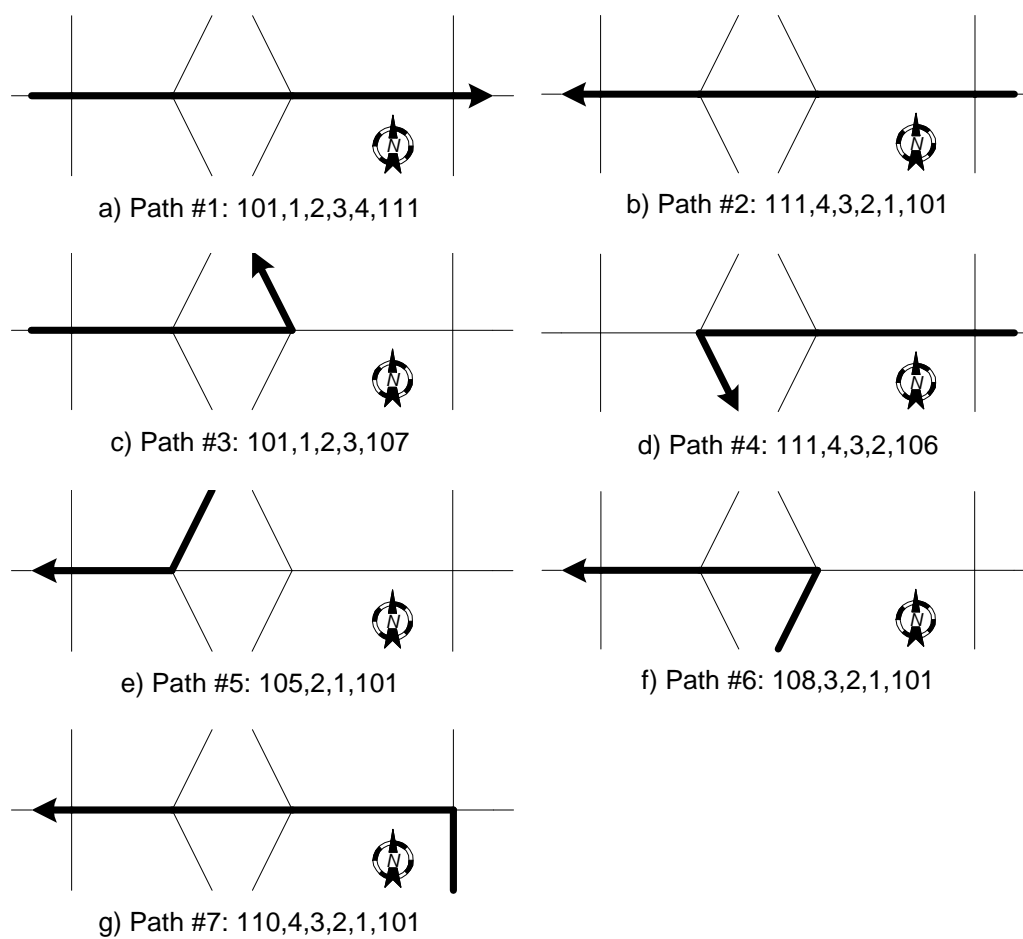 N
N
a) Path #1: 101,1,2,3,4,111
b) Path #2: 111,4,3,2,1,101
N
N
c) Path #3: 101,1,2,3,107
d) Path #4: 111,4,3,2,106
N
N
e) Path #5: 105,2,1,101
f) Path #6: 108,3,2,1,101
N
g) Path #7: 110,4,3,2,1,101